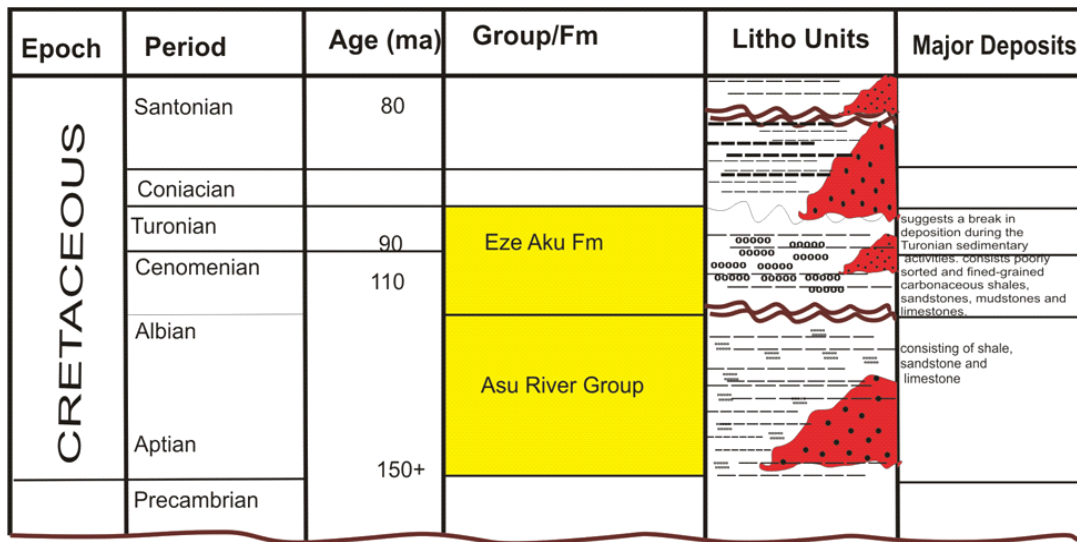 Epoch
Period
Age (ma)
Group/Fm
Litho Units
Major Deposits
CRETACEOUS
Santonian
80
Coniacian
Turonian
90
Eze Aku Fm
suggests a break in
deposition during the
Turonian sedimentary
activities. consists poorly
sorted and fined-grained
carbonaceous shales,
sandstones, mudstones and
limestones.
Cenomenian
110
Albian
Asu River Group
consisting of shale,
sandstone and
limestone
Aptian
150+
Precambrian